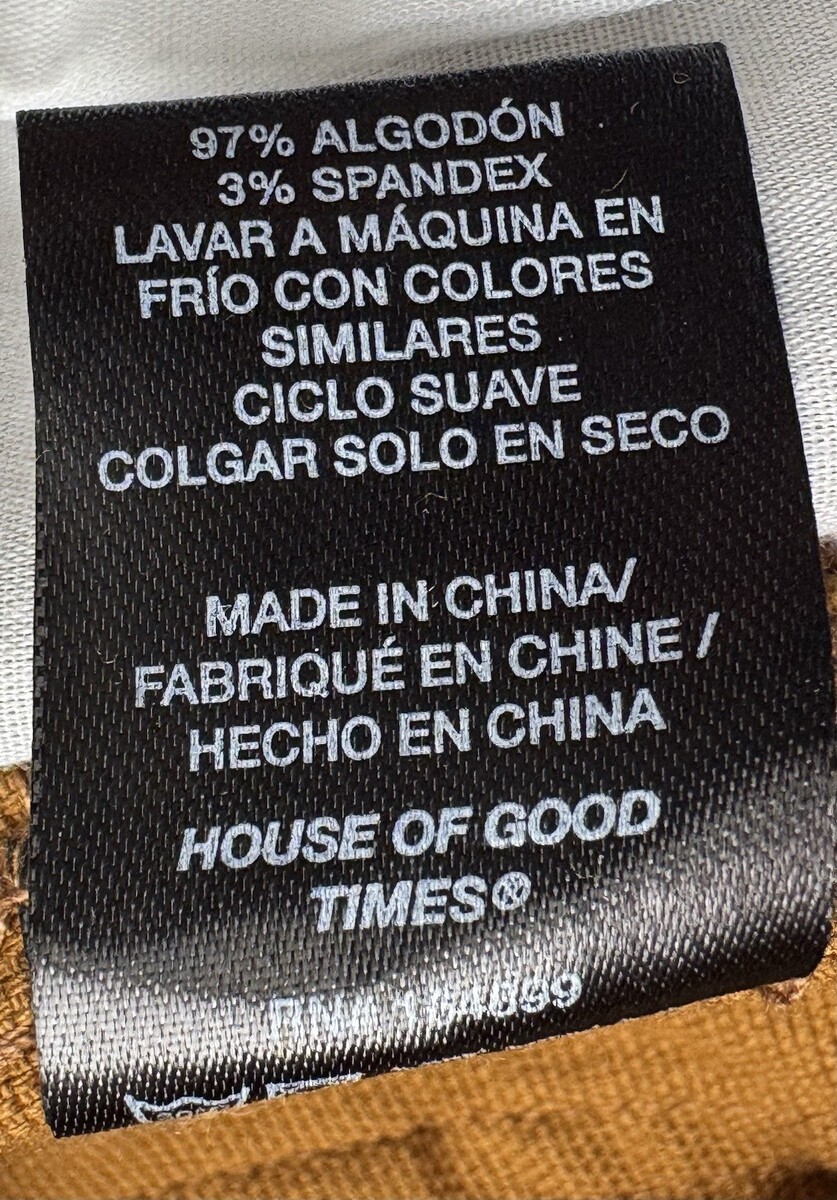 97% ALGODÓN
3% SPANDEX
LAVAR A MÁQUINA EN
FRÍO CON COLORES
SIMILARES
CICLO SUAVE
COLGAR SOLO EN SECO
MADE IN CHINA/
FABRIQUÉ EN CHINE /
HECHO EN CHINA
HOUSE OF GOOD
TIMES®
RN#